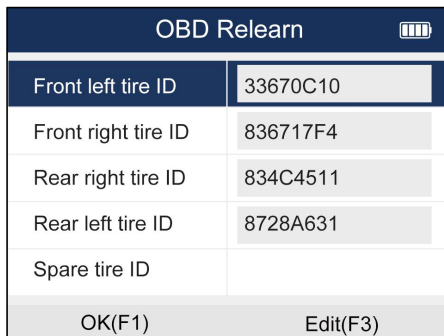 OBD Relearn
Front left tire ID 33670C10
Front right tire ID 836717F4
Rear right tire ID 834C4511
Rear left tire ID 8728A631
Spare tire ID
OK(F1) Edit(F3)